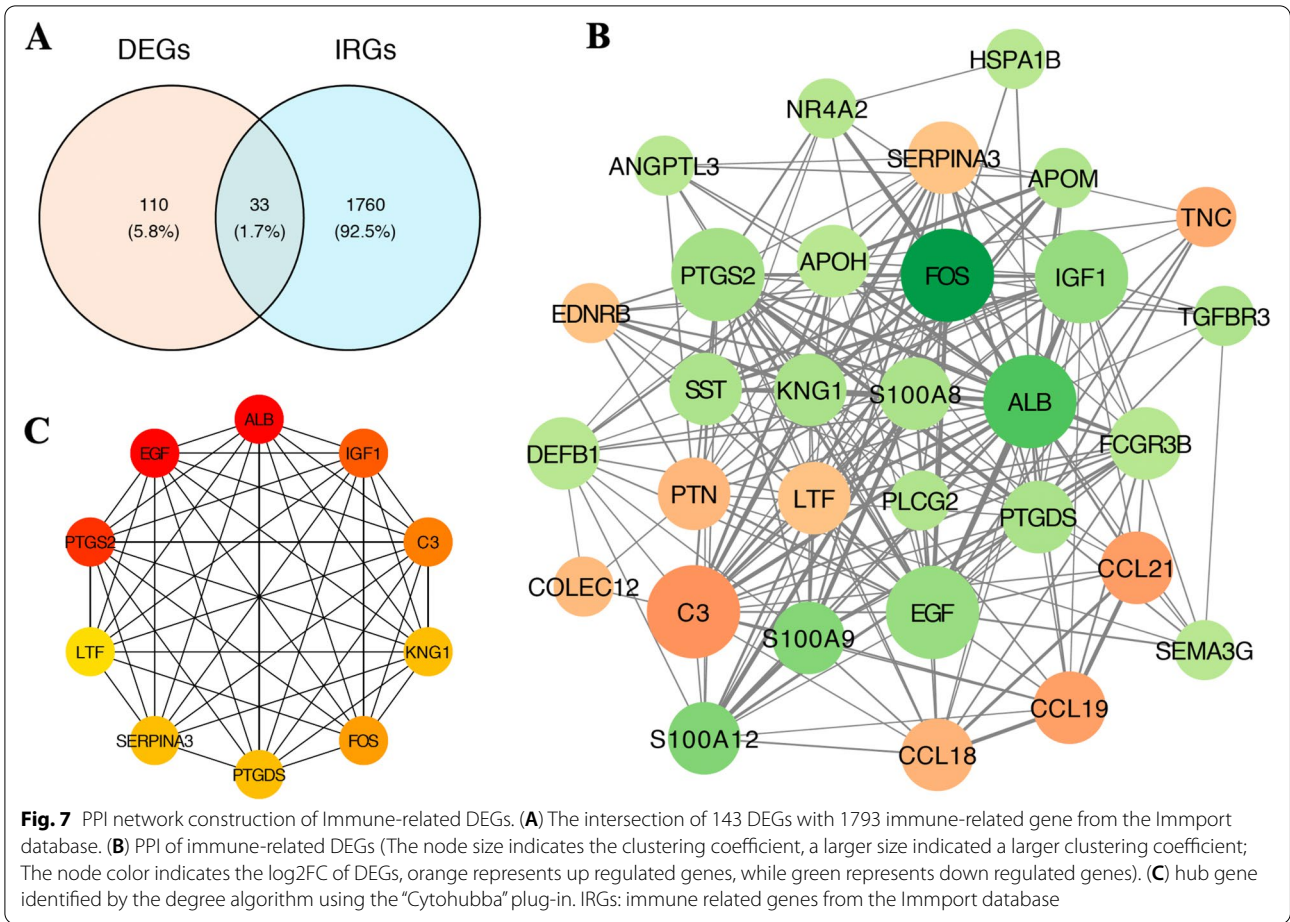 A
DEGs
IRGs
110
(5.8%)
33
(1.7%)
1760
(92.5%)
B
HSPA1B
NR4A2
SERPINA3
ANGPTL3
APOM
TNC
PTGS2
APOH
FOS
IGF1
EDNRB
TGFBR3
SST
KNG1
S100A8
ALB
DEFB1
FCGR3B
PTN
LTF
PLCG2
PTGDS
COLEC12
CCL21
C3
S100A9
EGF
SEMA3G
S100A12
CCL19
CCL18
C
ALB
EGF
IGF1
PTGS2
C3
LTF
KNG1
SERPINA3
FOS
PTGDS
Fig. 7 PPI network construction of Immune-related DEGs. (A) The intersection of 143 DEGs with 1793 immune-related gene from the Immport
database. (B) PPI of immune-related DEGs (The node size indicates the clustering coefficient, a larger size indicated a larger clustering coefficient;
The node color indicates the log2FC of DEGs, orange represents up regulated genes, while green represents down regulated genes). (C) hub gene
identified by the degree algorithm using the “Cytohubba” plug-in. IRGs: immune related genes from the Immport database